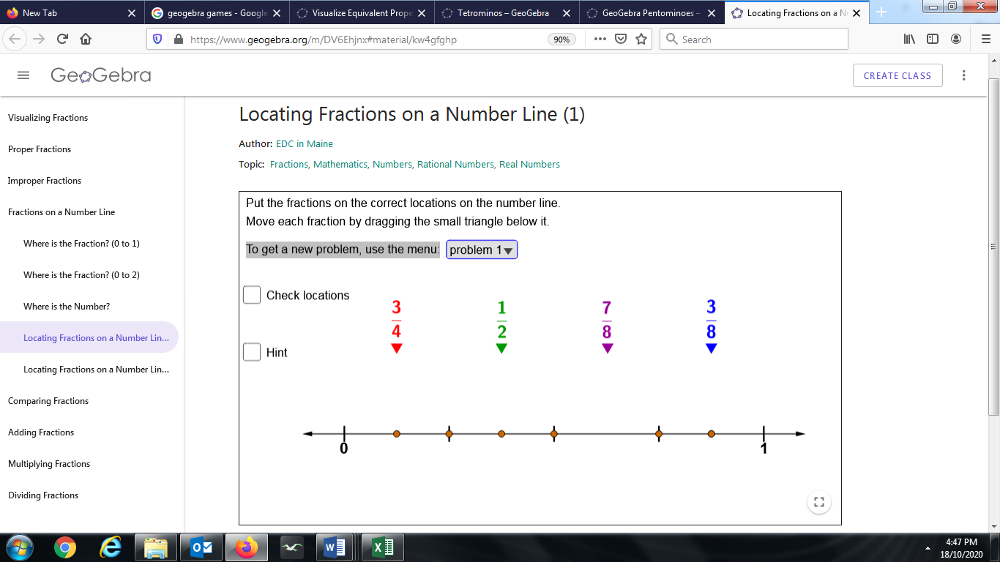 New Tab
geogebra games - Google
Visualize Equivalent Prope
Tetrominos – GeoGebra
GeoGebra Pentominoes –
Locating Fractions on a Nu
https://www.geogebra.org/m/DV6Ehjnx#material/kw4gfghp
90%
Search
GeoGebra
CREATE CLASS
Visualizing Fractions
Proper Fractions
Improper Fractions
Fractions on a Number Line
Where is the Fraction? (0 to 1)
Where is the Fraction? (0 to 2)
Where is the Number?
Locating Fractions on a Number Lin...
Locating Fractions on a Number Lin...
Comparing Fractions
Adding Fractions
Multiplying Fractions
Dividing Fractions
Locating Fractions on a Number Line (1)
Author: EDC in Maine
Topic: Fractions, Mathematics, Numbers, Rational Numbers, Real Numbers
Put the fractions on the correct locations on the number line.
Move each fraction by dragging the small triangle below it.
To get a new problem, use the menu: problem 1
Check locations
Hint
3/4 1/2 7/8 3/8
0 1
4:47 PM
18/10/2020